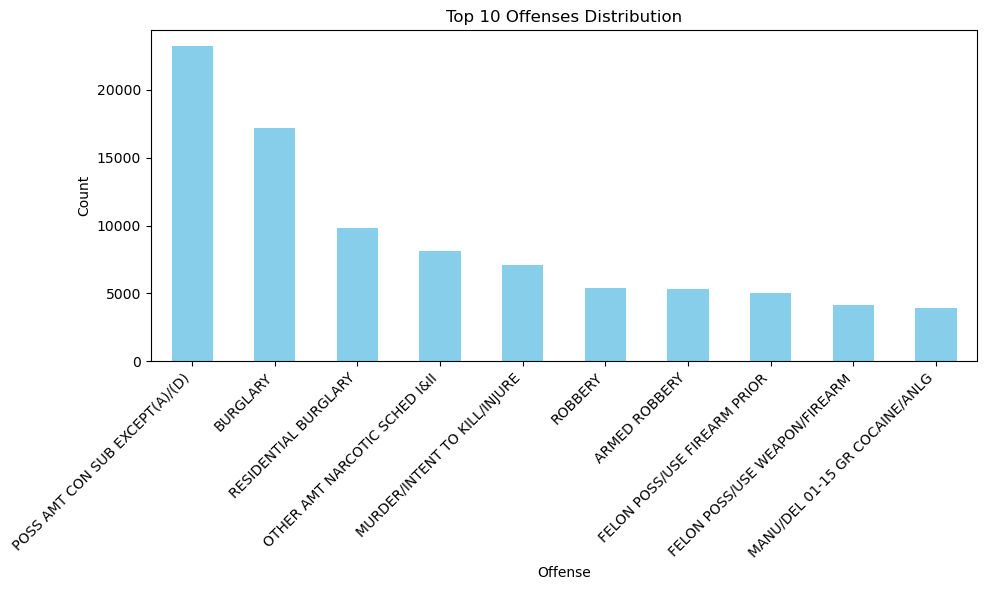 Top 10 Offenses Distribution
Count
20000
15000
10000
5000
0
POSS AMT CON SUB EXCEPT(A)/(D)
BURGLARY
RESIDENTIAL BURGLARY
OTHER AMT NARCOTIC SCHED I&II
MURDER/INTENT TO KILL/INJURE
ROBBERY
ARMED ROBBERY
FELON POSS/USE FIREARM PRIOR
FELON POSS/USE WEAPON/FIREARM
MANU/DEL 01-15 GR COCAINE/ANLG
Offense